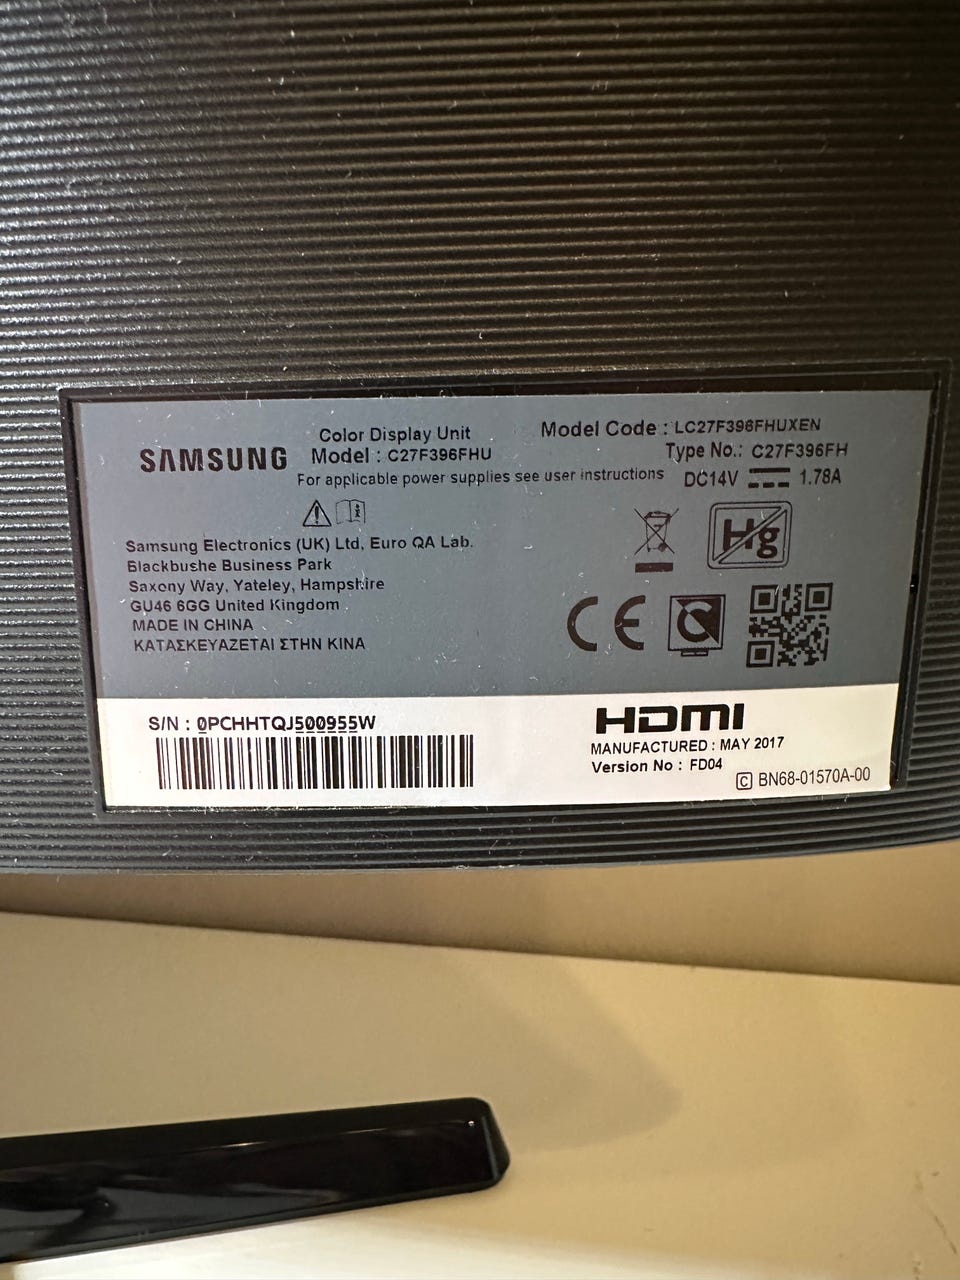 SAMSUNG
Color Display Unit
Model : C27F396FHU
Model Code : LC27F396FHUXEN
Type No.: C27F396FH
For applicable power supplies see user instructions
DC14V 1.78A
Samsung Electronics (UK) Ltd, Euro QA Lab.
Blackbushe Business Park
Saxony Way, Yateley, Hampshire
GU46 6GG United Kingdom
MADE IN CHINA
ΚΑΤΑΣΚΕΥΑΖΕΤΑΙ ΣΤΗΝ ΚΙΝΑ
Hg
CE
S/N : 0PCHHTQJ500955W
HDMI
MANUFACTURED : MAY 2017
Version No : FD04
C BN68-01570A-00